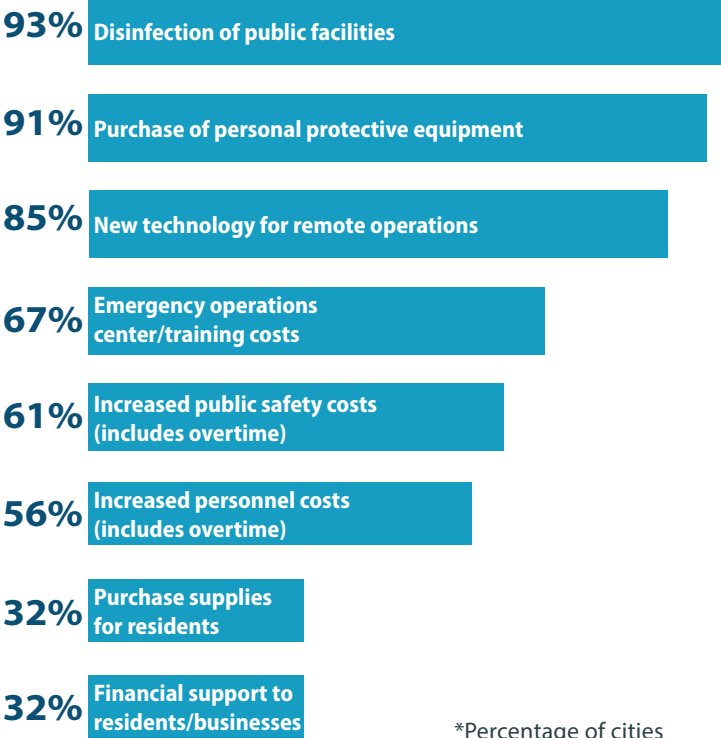 93% Disinfection of public facilities
91% Purchase of personal protective equipment
85% New technology for remote operations
67% Emergency operations
center/training costs
61% Increased public safety costs
(includes overtime)
56% Increased personnel costs
(includes overtime)
32% Purchase supplies
for residents
32% Financial support to
residents/businesses
*Percentage of cities